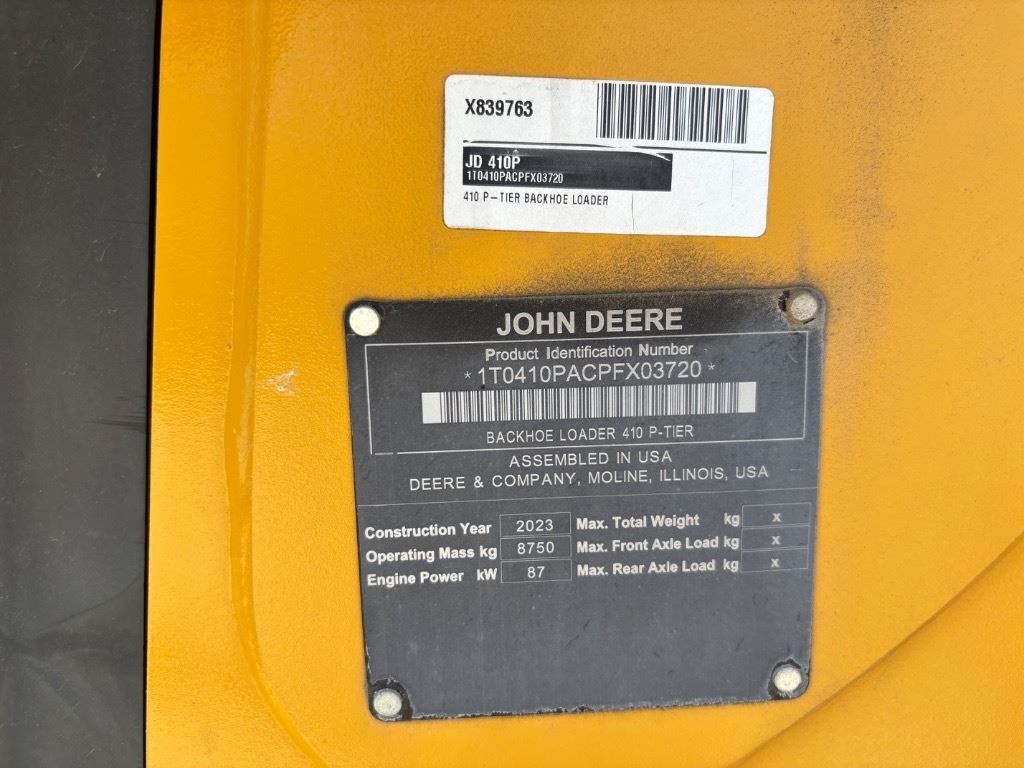 X839763
JD 410P
1T0410PACPFX03720
410 P-TIER BACKHOE LOADER
JOHN DEERE
Product Identification Number
*1T0410PACPFX03720*
BACKHOE LOADER 410 P-TIER
ASSEMBLED IN USA
DEERE & COMPANY, MOLINE, ILLINOIS, USA
Construction Year 2023 Max. Total Weight kg x
Operating Mass kg 8750 Max. Front Axle Load kg x
Engine Power kW 87 Max. Rear Axle Load kg x